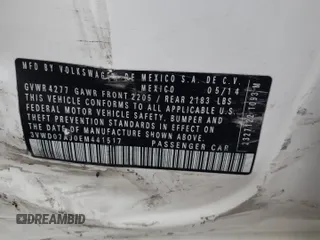 MFD BY VOLKSWAGEN DE MEXICO S.A. DE C.V.
MEXICO 05/14
GVWR4277 GAWR FRONT 2205 / REAR 2183 LBS
THIS VEHICLE CONFORMS TO ALL APPLICABLE
FEDERAL MOTOR VEHICLE SAFETY, BUMPER AND
THEFT PREVENTION STANDARDS IN EFFECT ON
THE DATE OF MANUFACTURE SHOWN ABOVE
3VWD07AJ0EM441517
PASSENGER CAR
DREAMBID